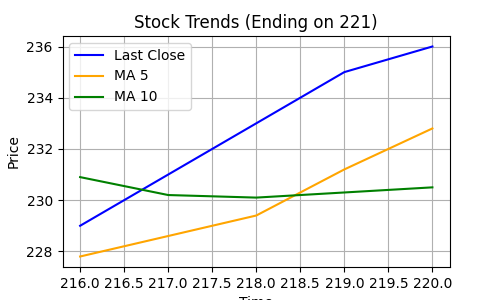 Stock Trends (Ending on 221)
236
234
232
230
228
Price
Last Close
MA 5
MA 10
216.0 216.5 217.0 217.5 218.0 218.5 219.0 219.5 220.0
Time